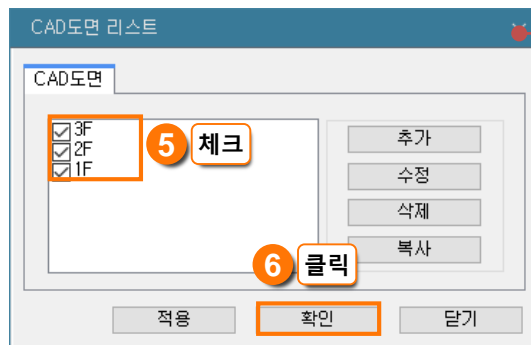 CAD도면 리스트
CAD도면
3F
2F
1F
5 체크
추가
수정
삭제
복사
6 클릭
적용
확인
닫기